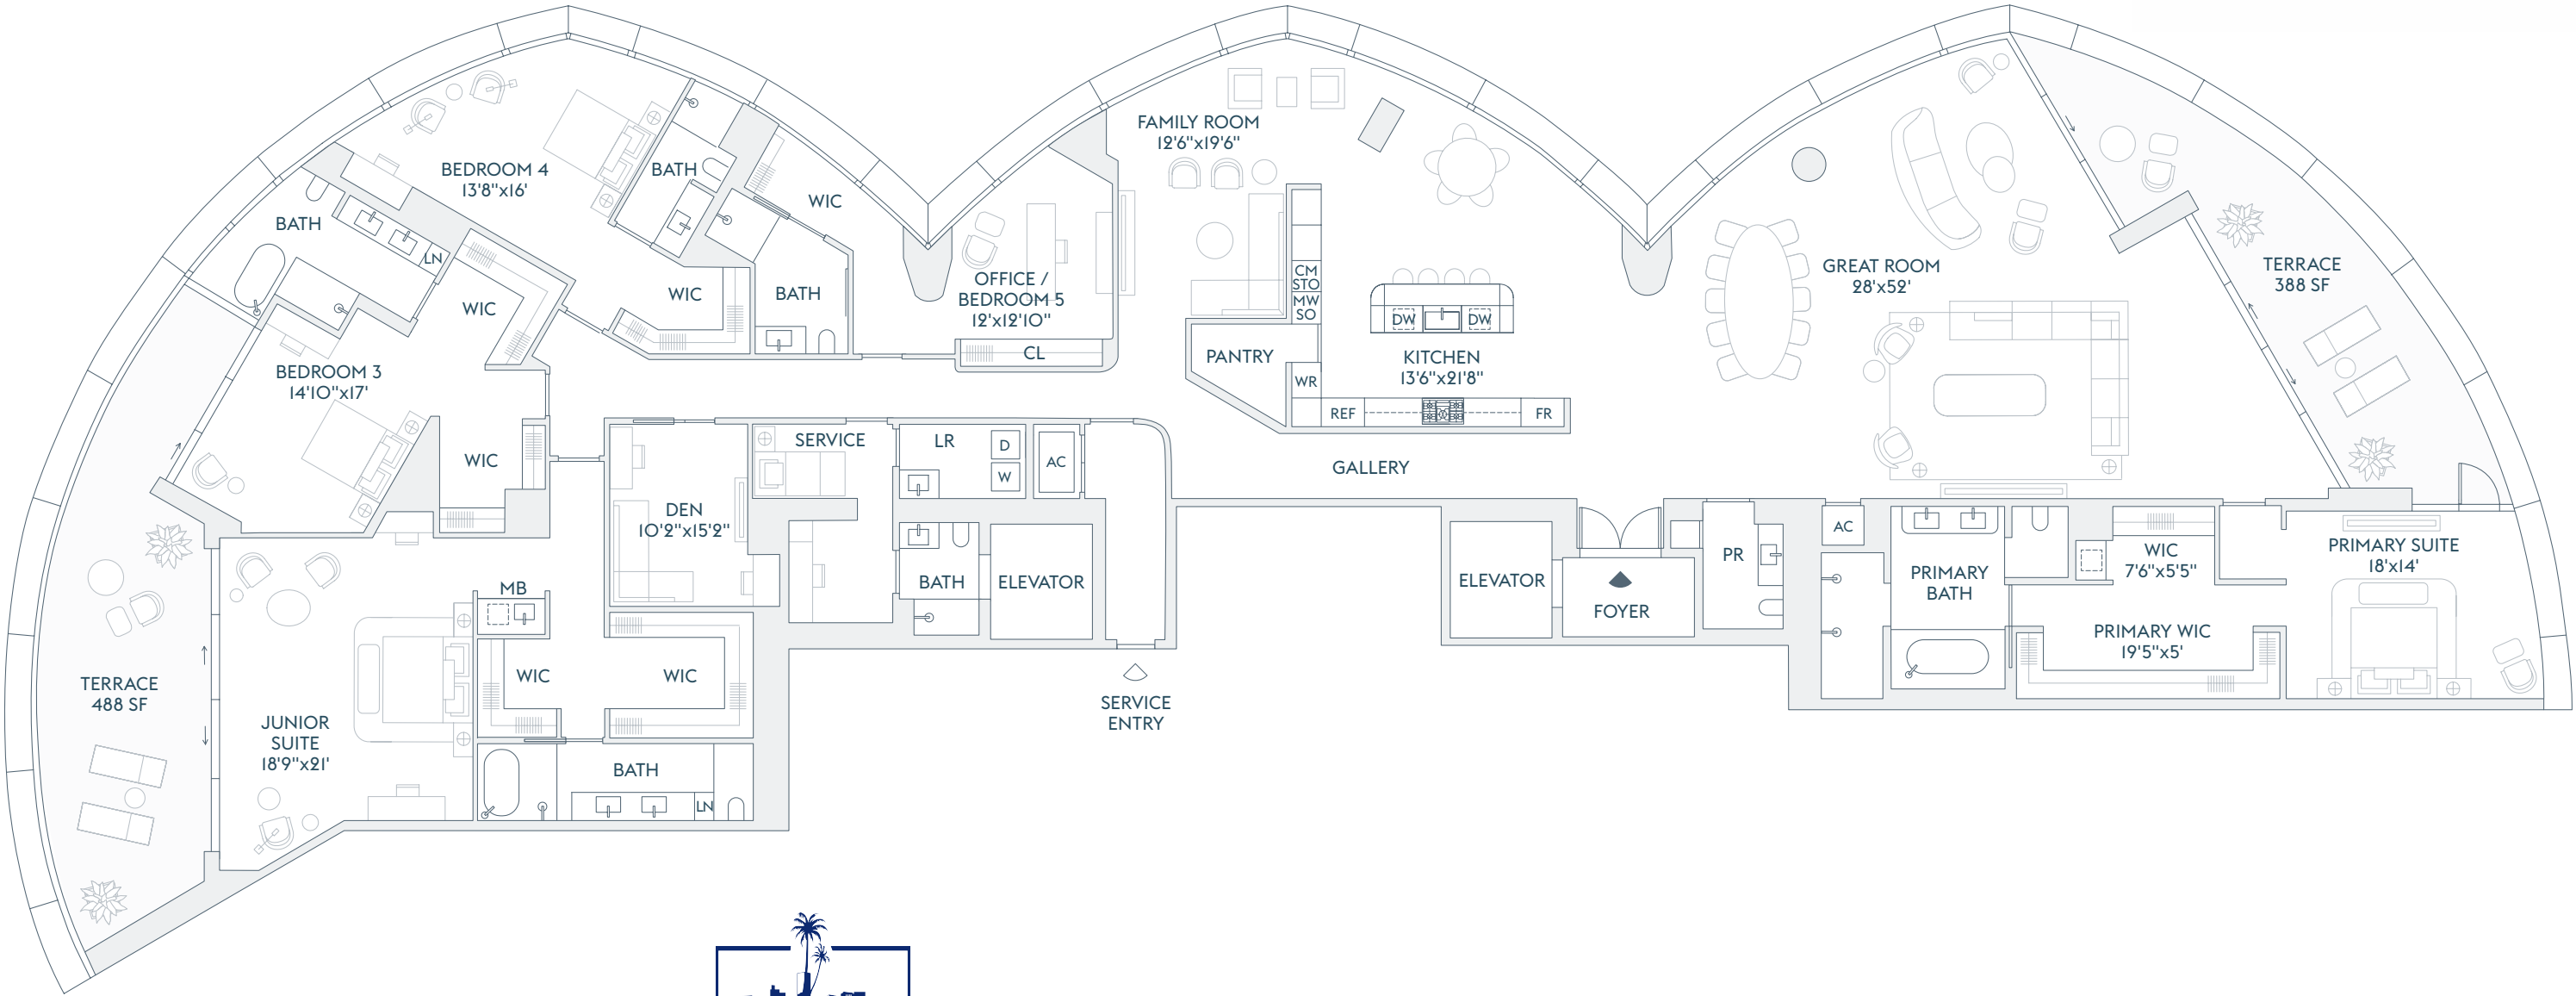 BEDROOM 4
13'8"x16'
BATH
WIC
BATH
LN
WIC
WIC
BATH
OFFICE /
BEDROOM 5
12'x12'10"
CL
FAMILY ROOM
12'6"x19'6"
CM
STO
MW
SO
PANTRY
WR
REF
FR
DW
DW
KITCHEN
13'6"x21'8"
GREAT ROOM
28'x52'
TERRACE
388 SF
BEDROOM 3
14'10"x17'
WIC
DEN
10'2"x15'2"
SERVICE
LR
D
W
AC
BATH
ELEVATOR
GALLERY
ELEVATOR
FOYER
PR
AC
PRIMARY
BATH
WIC
7'6"x5'5"
PRIMARY WIC
19'5"x5'
PRIMARY SUITE
18'x14'
TERRACE
488 SF
JUNIOR
SUITE
18'9"x21'
MB
WIC
WIC
BATH
LN
SERVICE
ENTRY